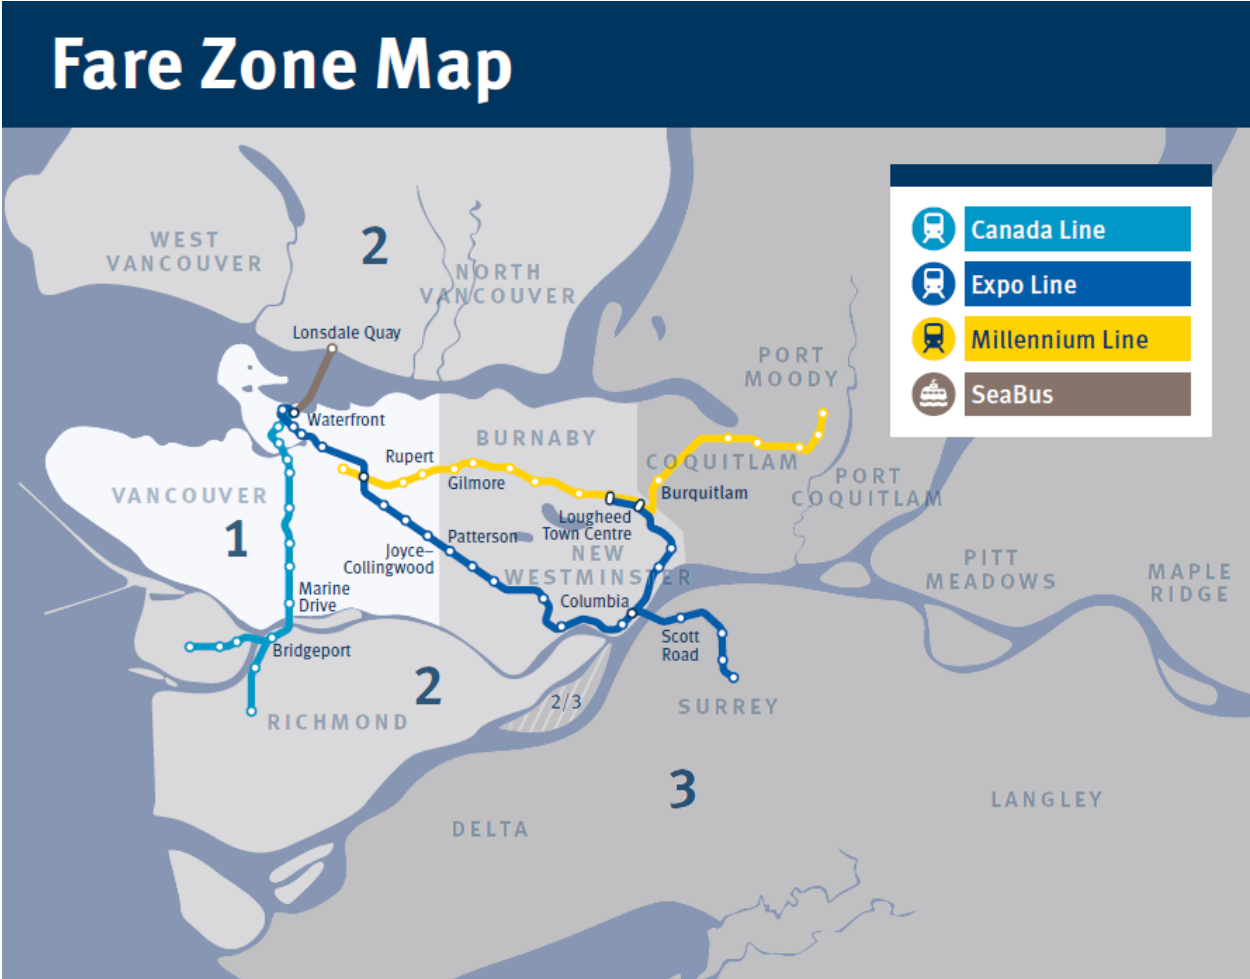 Fare Zone Map
Canada Line
Expo Line
Millennium Line
SeaBus
WEST
VANCOUVER
2
NORTH
VANCOUVER
Lonsdale Quay
PORT
MOODY
Waterfront
BURNABY
Rupert
Gilmore
COQUITLAM
Burquitlam
PORT
COQUITLAM
VANCOUVER
1
Lougheed
Town Centre
Patterson
Joyce–
Collingwood
NEW
WESTMINSTER
PITT
MEADOWS
MAPLE
RIDGE
Marine
Drive
Columbia
Bridgeport
Scott
Road
2
2/3
RICHMOND
SURREY
3
LANGLEY
DELTA